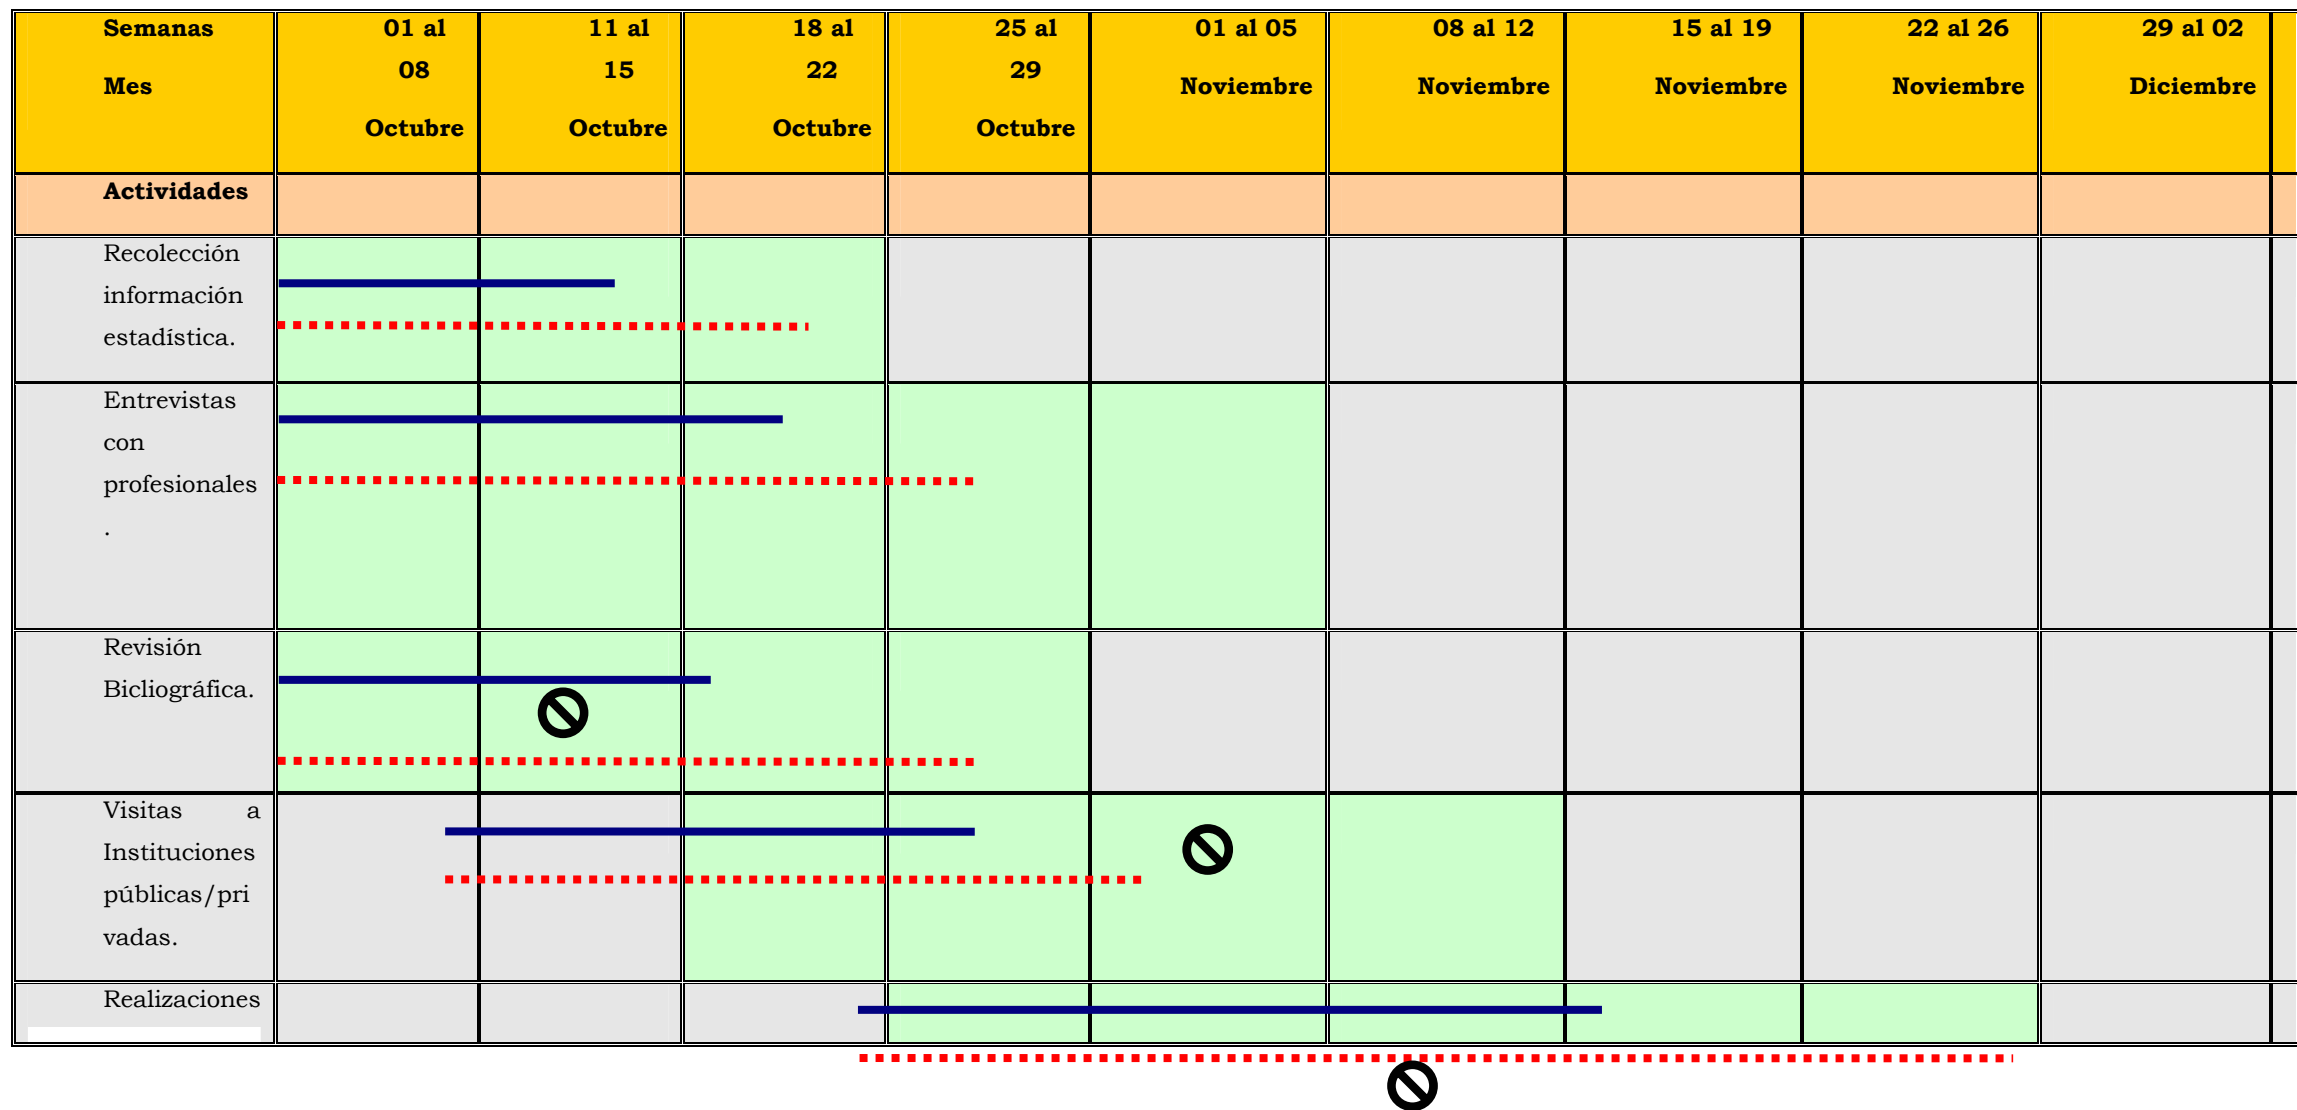 Semanas
Mes
01 al
08
Octubre
11 al
15
Octubre
18 al
22
Octubre
25 al
29
Octubre
01 al 05
Noviembre
08 al 12
Noviembre
15 al 19
Noviembre
22 al 26
Noviembre
29 al 02
Diciembre
Actividades
Recolección
información
estadística.
Entrevistas
con
profesionales
.
Revisión
Bicliográfica.
Visitas a
Instituciones
públicas/pri
vadas.
Realizaciones